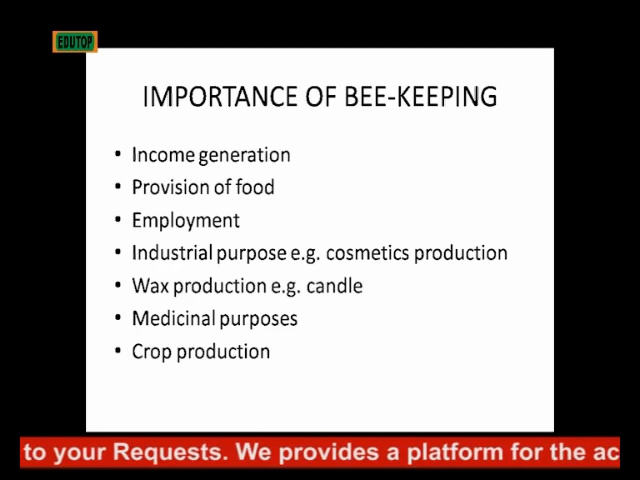 EDUTOP
IMPORTANCE OF BEE-KEEPING
• Income generation
• Provision of food
• Employment
• Industrial purpose e.g. cosmetics production
• Wax production e.g. candle
• Medicinal purposes
• Crop production
to your Requests. We provides a platform for the ac